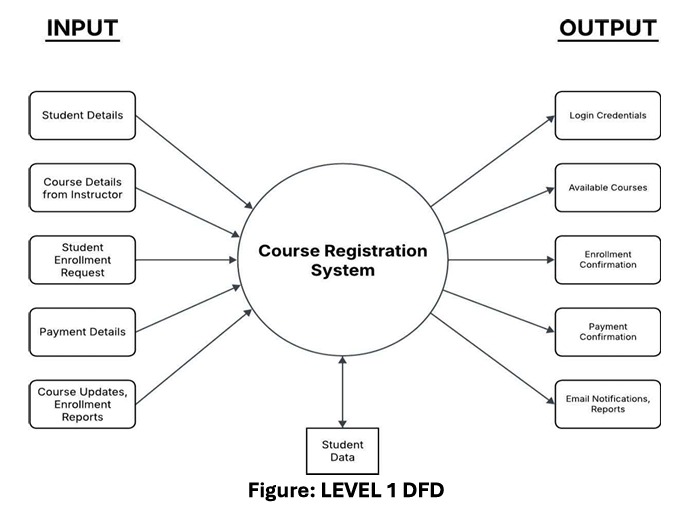 INPUT
OUTPUT
Student Details
Course Details
from Instructor
Student
Enrollment
Request
Payment Details
Course Updates,
Enrollment
Reports
Course Registration
System
Student
Data
Login Credentials
Available Courses
Enrollment
Confirmation
Payment
Confirmation
Email Notifications,
Reports
Figure: LEVEL 1 DFD